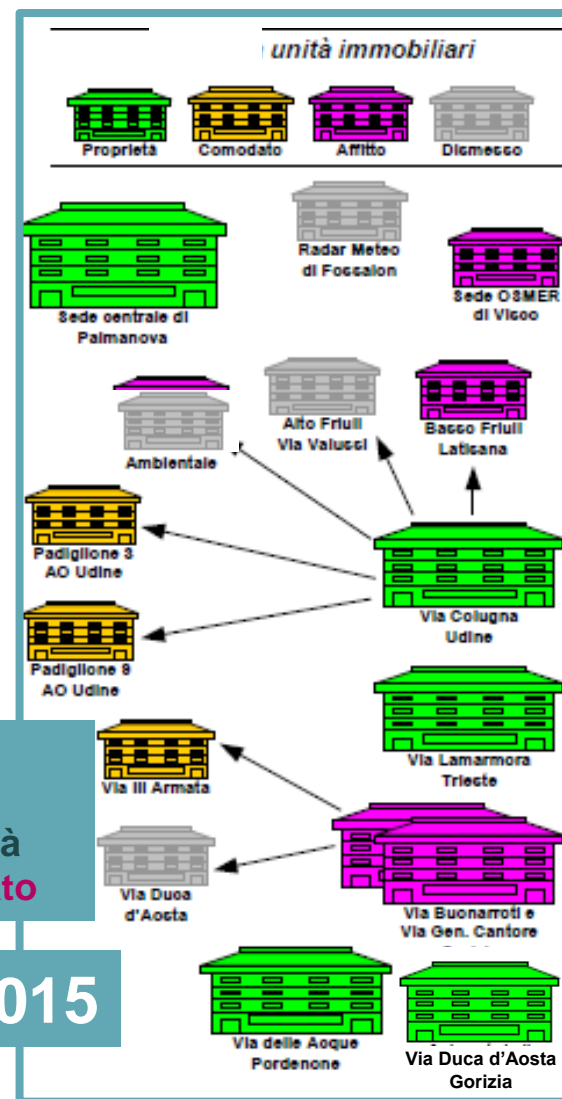 unità immobiliari
Proprietà Comodato Affitto Dismesso
Radar Meteo
di Fossalon
Sede OSMER
di Visco
Sede centrale di
Palmanova
Ambientale
Alto Friuli
Via Valussi
Basso Friuli
Latisana
Padiglione 3
AO Udine
Via Colugna
Udine
Padiglione 9
AO Udine
Via Lamarmora
Trieste
Via III Armata
Via Duca
d'Aosta
Via Buonarroti e
Via Gen. Cantore
à
to
015
Via delle Acque
Pordenone
Via Duca d'Aosta
Gorizia